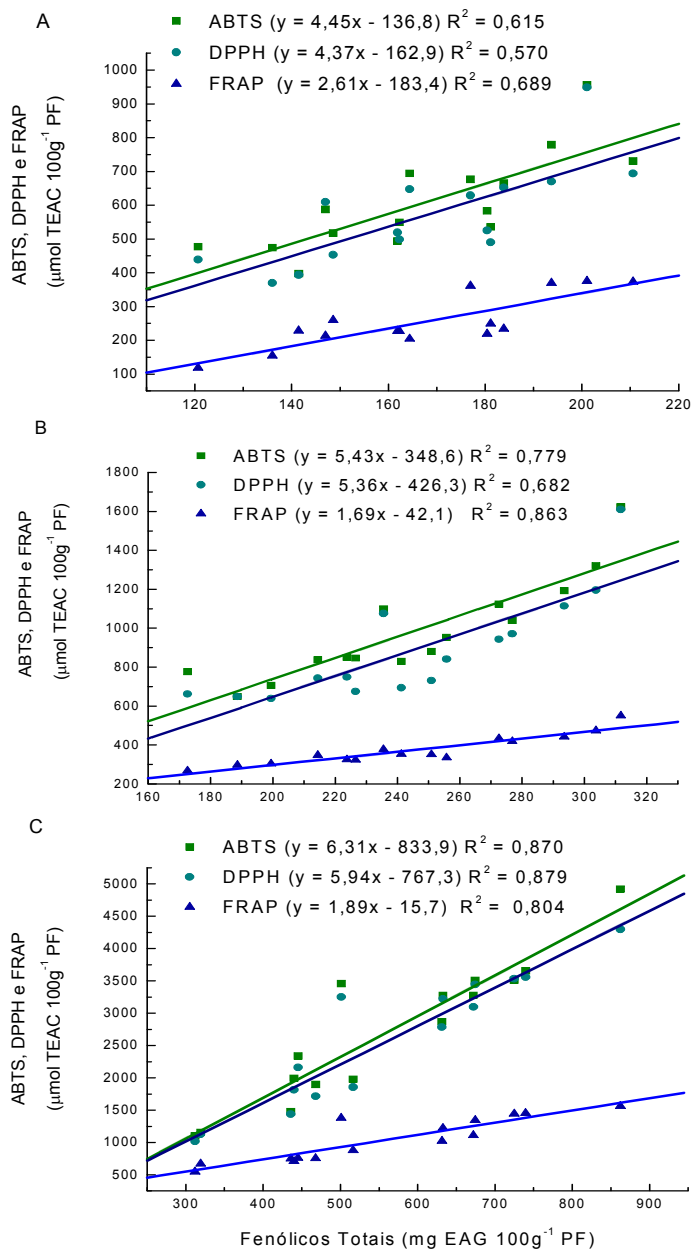 A
ABTS (y = 4,45x - 136,8) R² = 0,615
DPPH (y = 4,37x - 162,9) R² = 0,570
FRAP (y = 2,61x - 183,4) R² = 0,689
ABTS, DPPH e FRAP
(μmol TEAC 100g⁻¹ PF)
1000
900
800
700
600
500
400
300
200
100
120 140 160 180 200 220
B
ABTS (y = 5,43x - 348,6) R² = 0,779
DPPH (y = 5,36x - 426,3) R² = 0,682
FRAP (y = 1,69x - 42,1) R² = 0,863
ABTS, DPPH e FRAP
(μmol TEAC 100g⁻¹ PF)
1800
1600
1400
1200
1000
800
600
400
200
160 180 200 220 240 260 280 300 320
C
ABTS (y = 6,31x - 833,9) R² = 0,870
DPPH (y = 5,94x - 767,3) R² = 0,879
FRAP (y = 1,89x - 15,7) R² = 0,804
ABTS, DPPH e FRAP
(μmol TEAC 100g⁻¹ PF)
5000
4500
4000
3500
3000
2500
2000
1500
1000
500
300 400 500 600 700 800 900
Fenólicos Totais (mg EAG 100g⁻¹ PF)